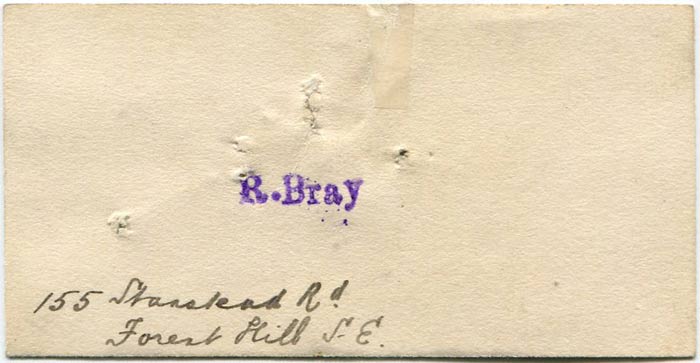 R.Bray
155 Stanstead Rd
Forest Hill S.E.